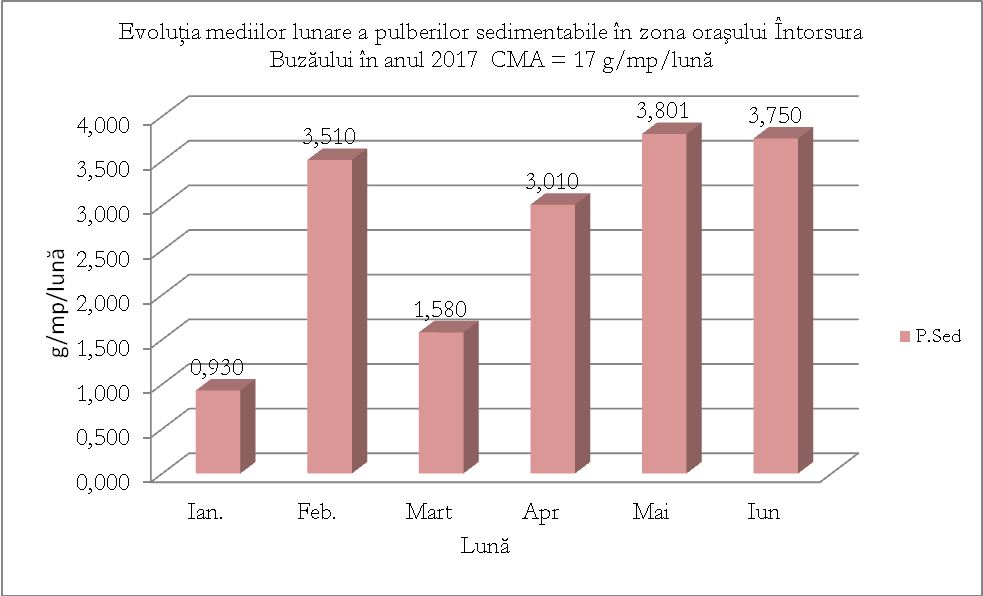 Evoluția mediilor lunare a pulberilor sedimentabile în zona orașului Întorsura
Buzăului în anul 2017  CMA = 17 g/mp/lună
4,000
3,500
3,000
2,500
2,000
1,500
1,000
0,500
0,000
g/mp/lună
0,930
3,510
1,580
3,010
3,801
3,750
Ian.
Feb.
Mart
Apr
Mai
Iun
Lună
P.Sed